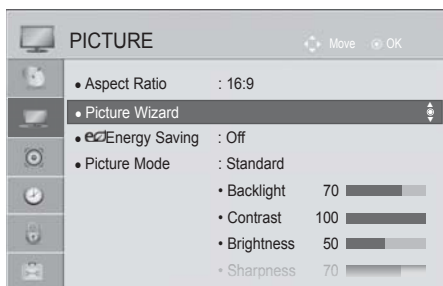 PICTURE Move OK
• Aspect Ratio : 16:9
• Picture Wizard
• eco Energy Saving : Off
• Picture Mode : Standard
• Backlight 70
• Contrast 100
• Brightness 50
• Sharpness 70